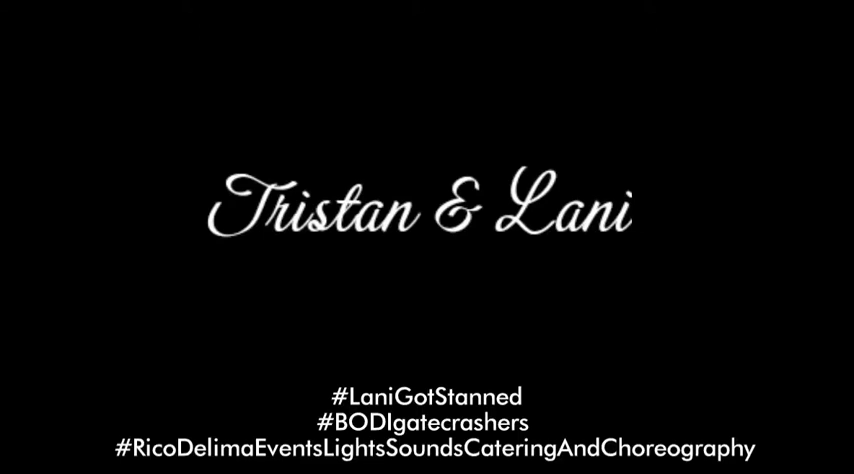 Tristan & Lani
#LaniGotStanned
#BODIgatecrashers
#RicoDelimaEventsLightsSoundsCateringAndChoreography